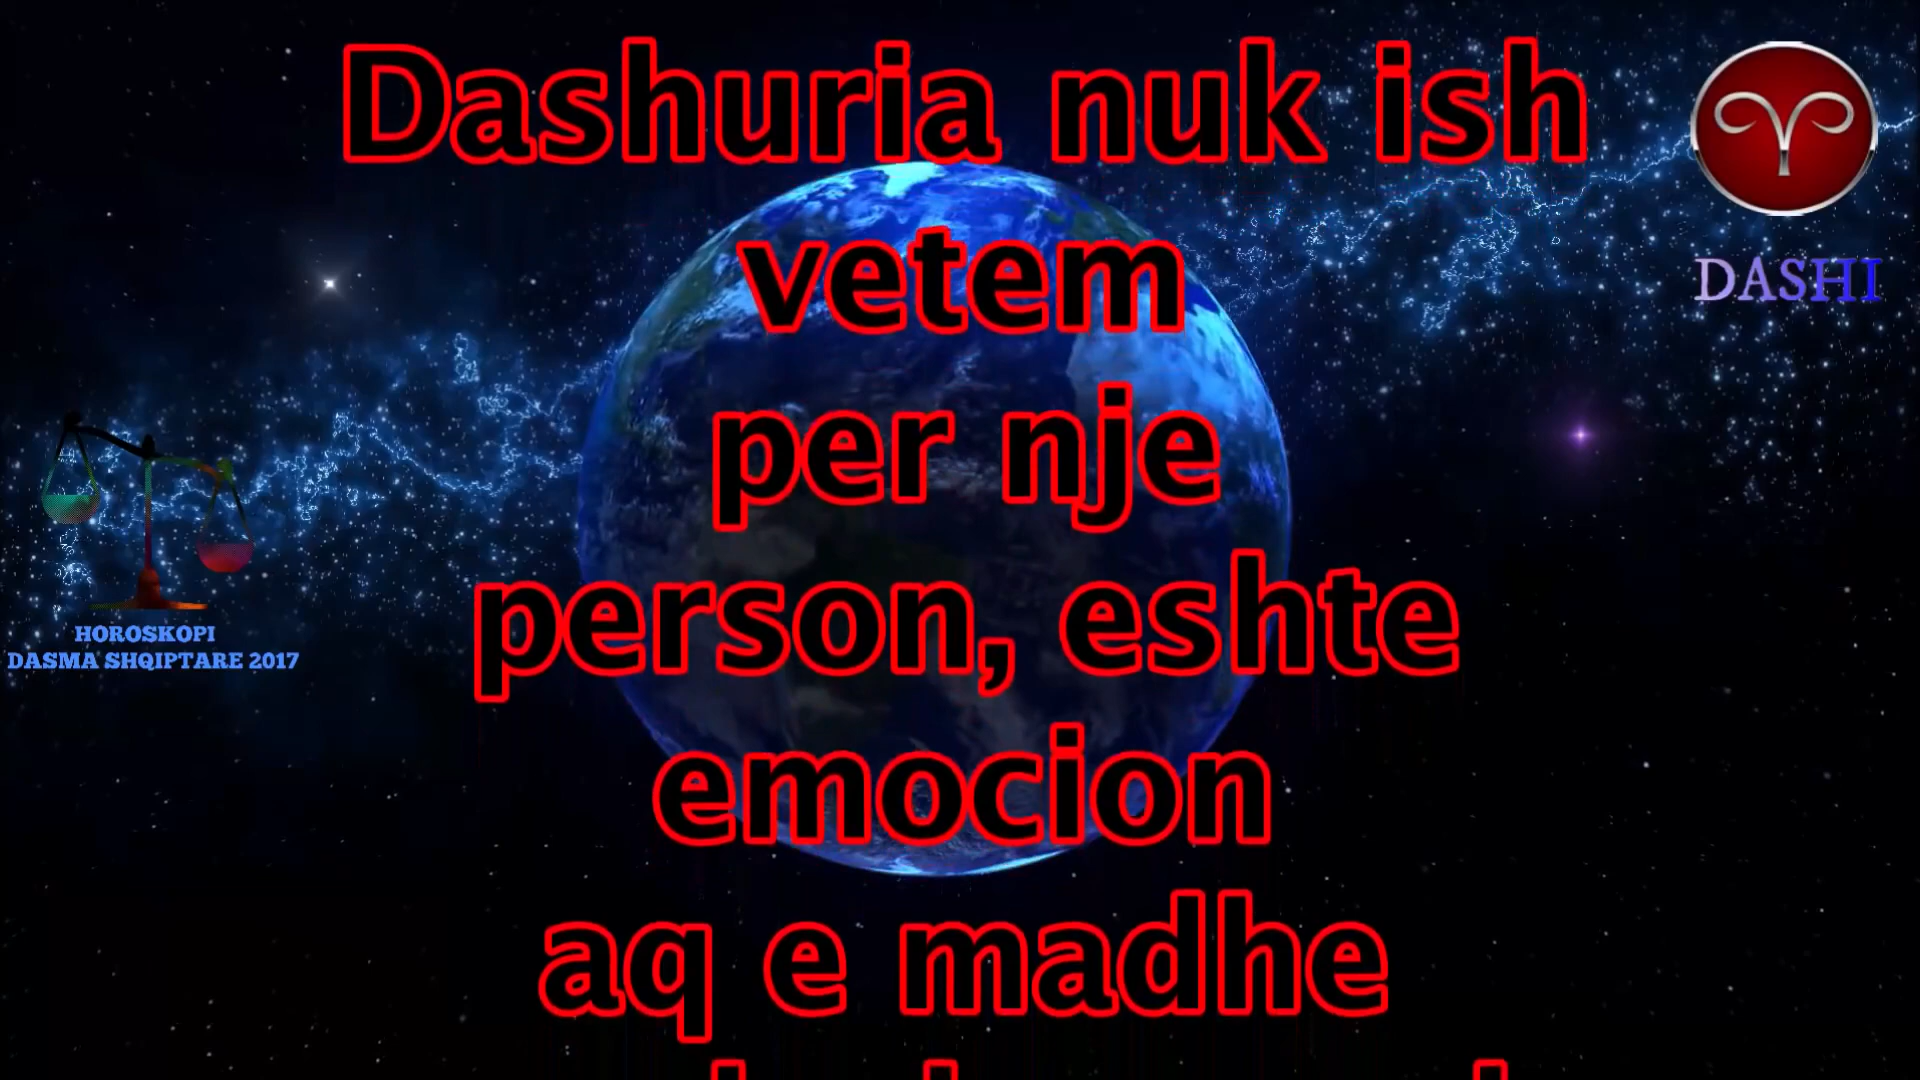 Dashuria nuk ish
vetem
per nje
person, eshte
emocion
aq e madhe
DASHI
HOROSKOPI
DASMA SHQIPTARE 2017